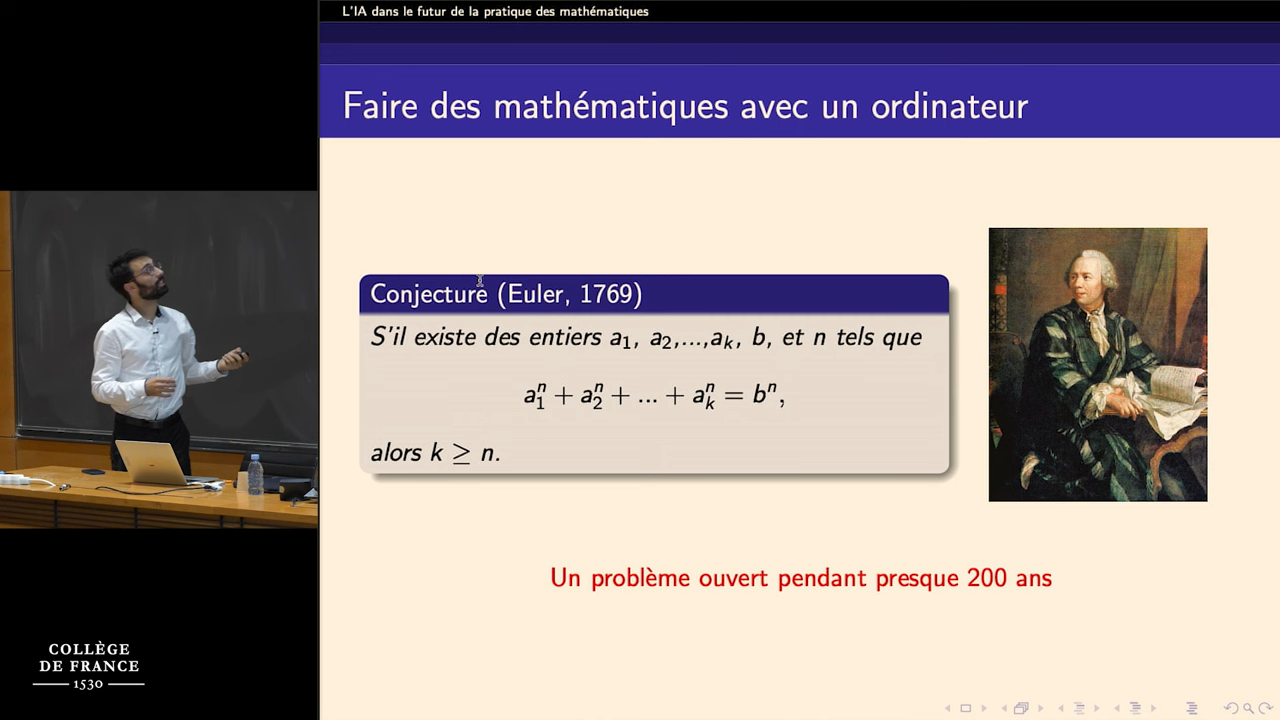 L'IA dans le futur de la pratique des mathématiques
Faire des mathématiques avec un ordinateur
Conjecture (Euler, 1769)
S'il existe des entiers a₁, a₂,...,aₖ, b, et n tels que
a₁ⁿ + a₂ⁿ + ... + aₖⁿ = bⁿ,
alors k ≥ n.
Un problème ouvert pendant presque 200 ans
COLLÈGE
DE FRANCE
1530